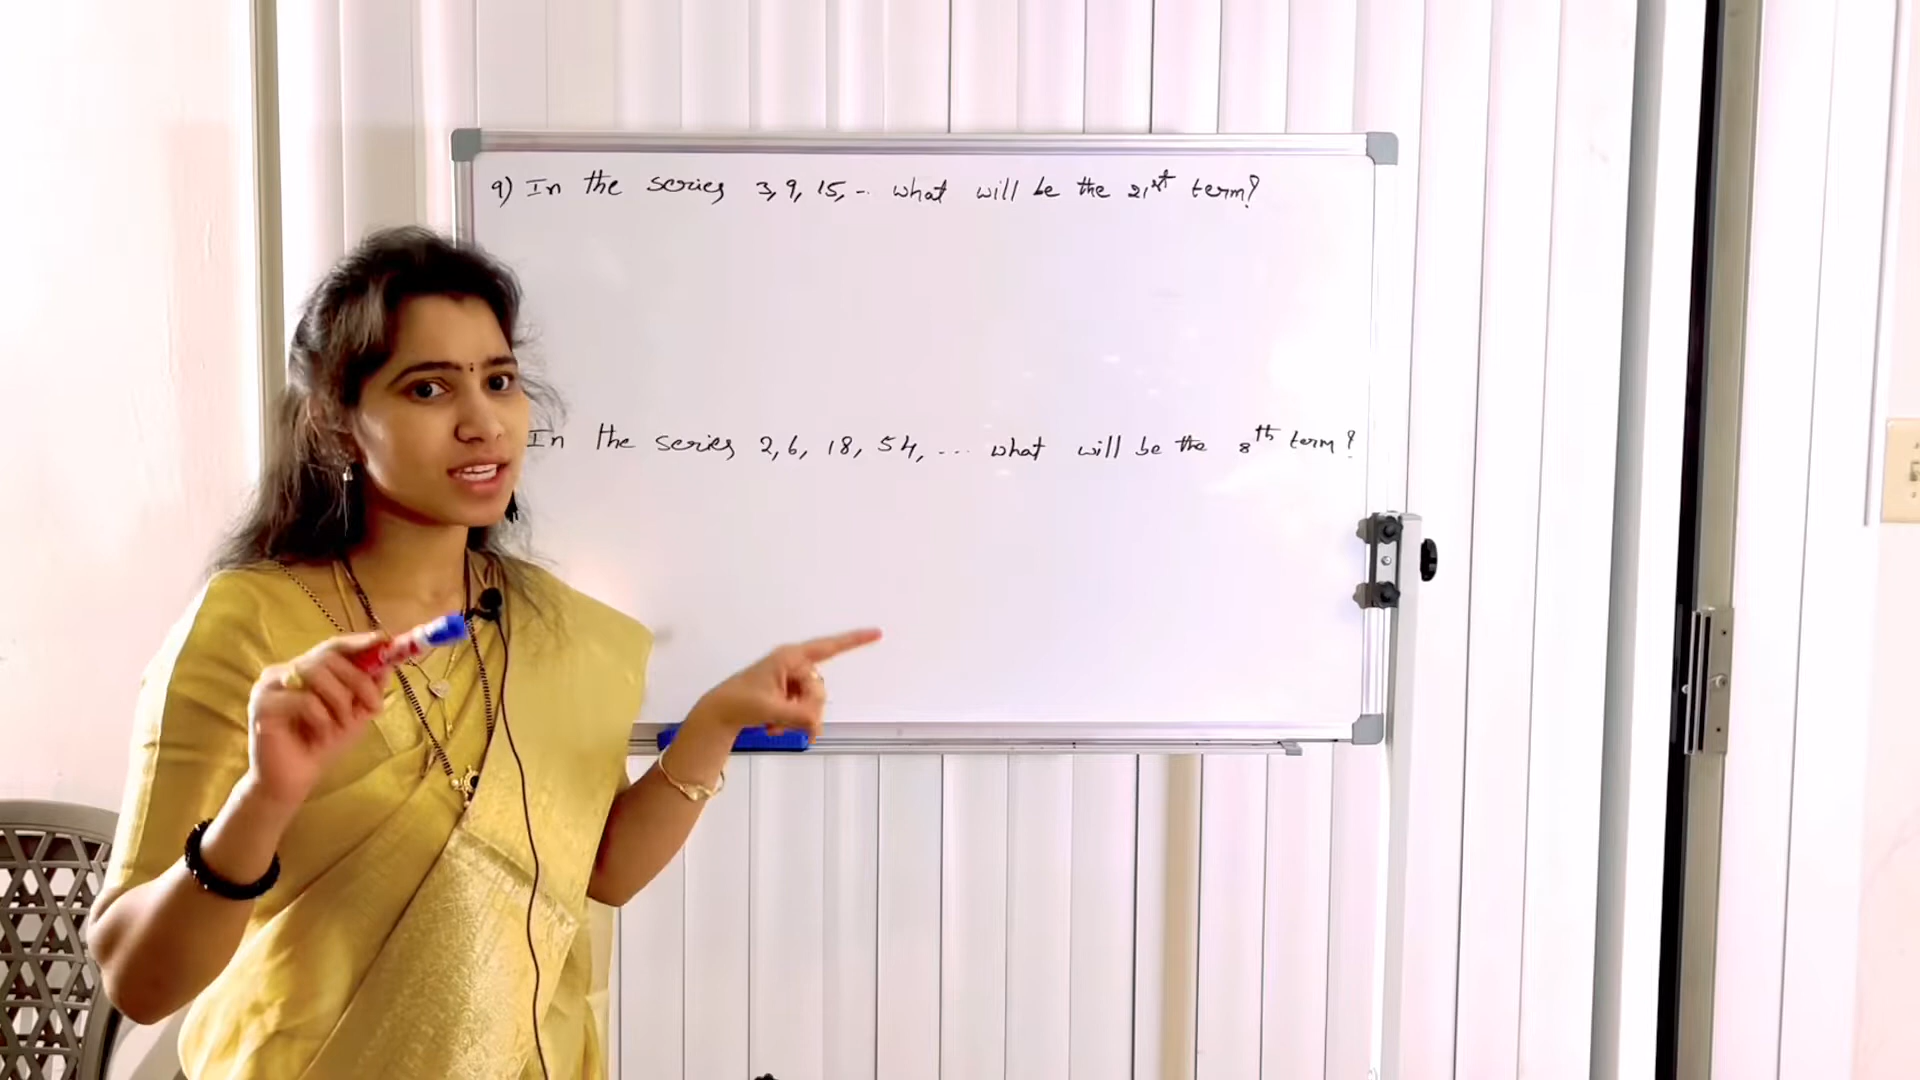 9) In the series 3, 9, 15, -- what will be the 21st term?
In the series 2, 6, 18, 54, ... what will be the 8th term?